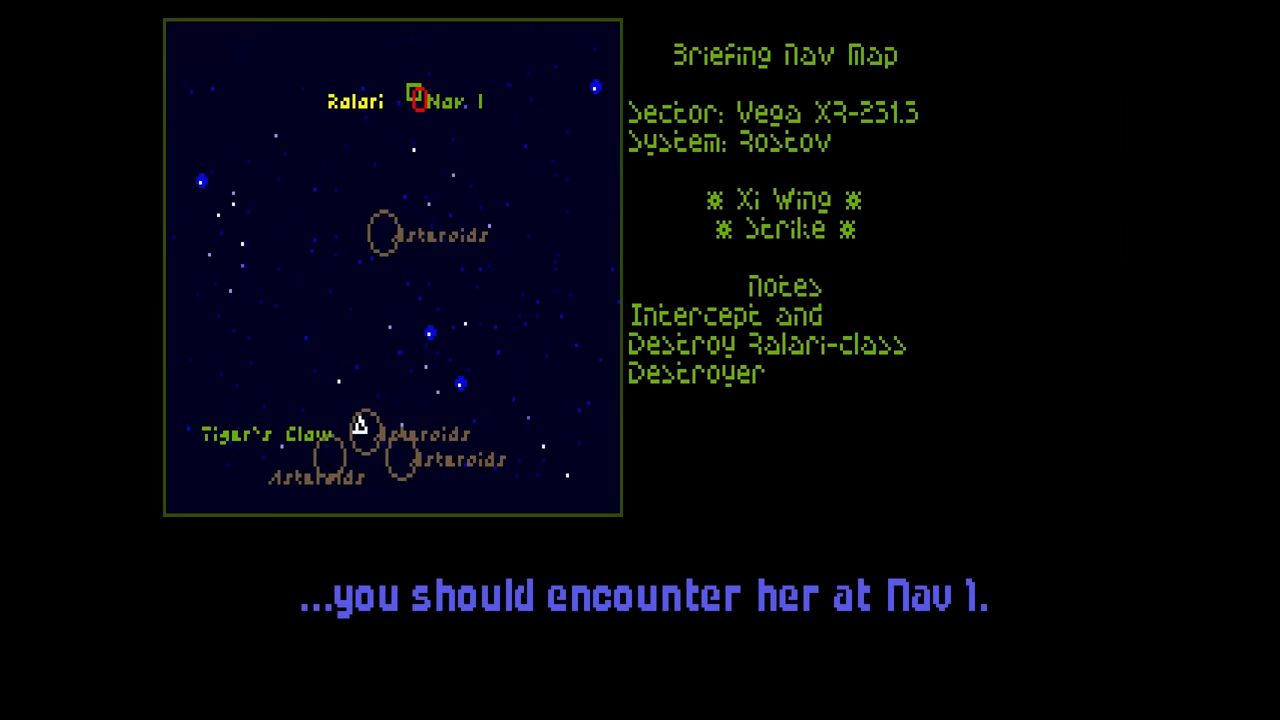 Briefing Nav Map
Ralari
Nav 1
Sector: Vega XR-231.3
System: Rostov
* Xi Wing *
* Strike *
Asteroids
Notes
Intercept and
Destroy Ralari-class
Destroyer
Tiger's Claw
Asteroids
Asteroids
Asteroids
...you should encounter her at Nav 1.